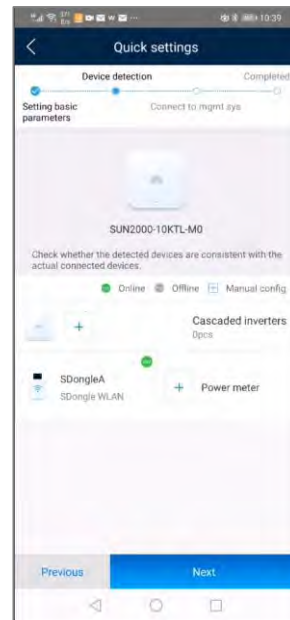 10:39
Quick settings
Device detection
Completed
Setting basic
parameters
Connect to mgmt sys
SUN2000-10KTL-M0
Check whether the detected devices are consistent with the
actual connected devices.
Online
Offline
Manual config
Cascaded inverters
0pcs
SDongleA
SDongle WLAN
Power meter
Previous
Next